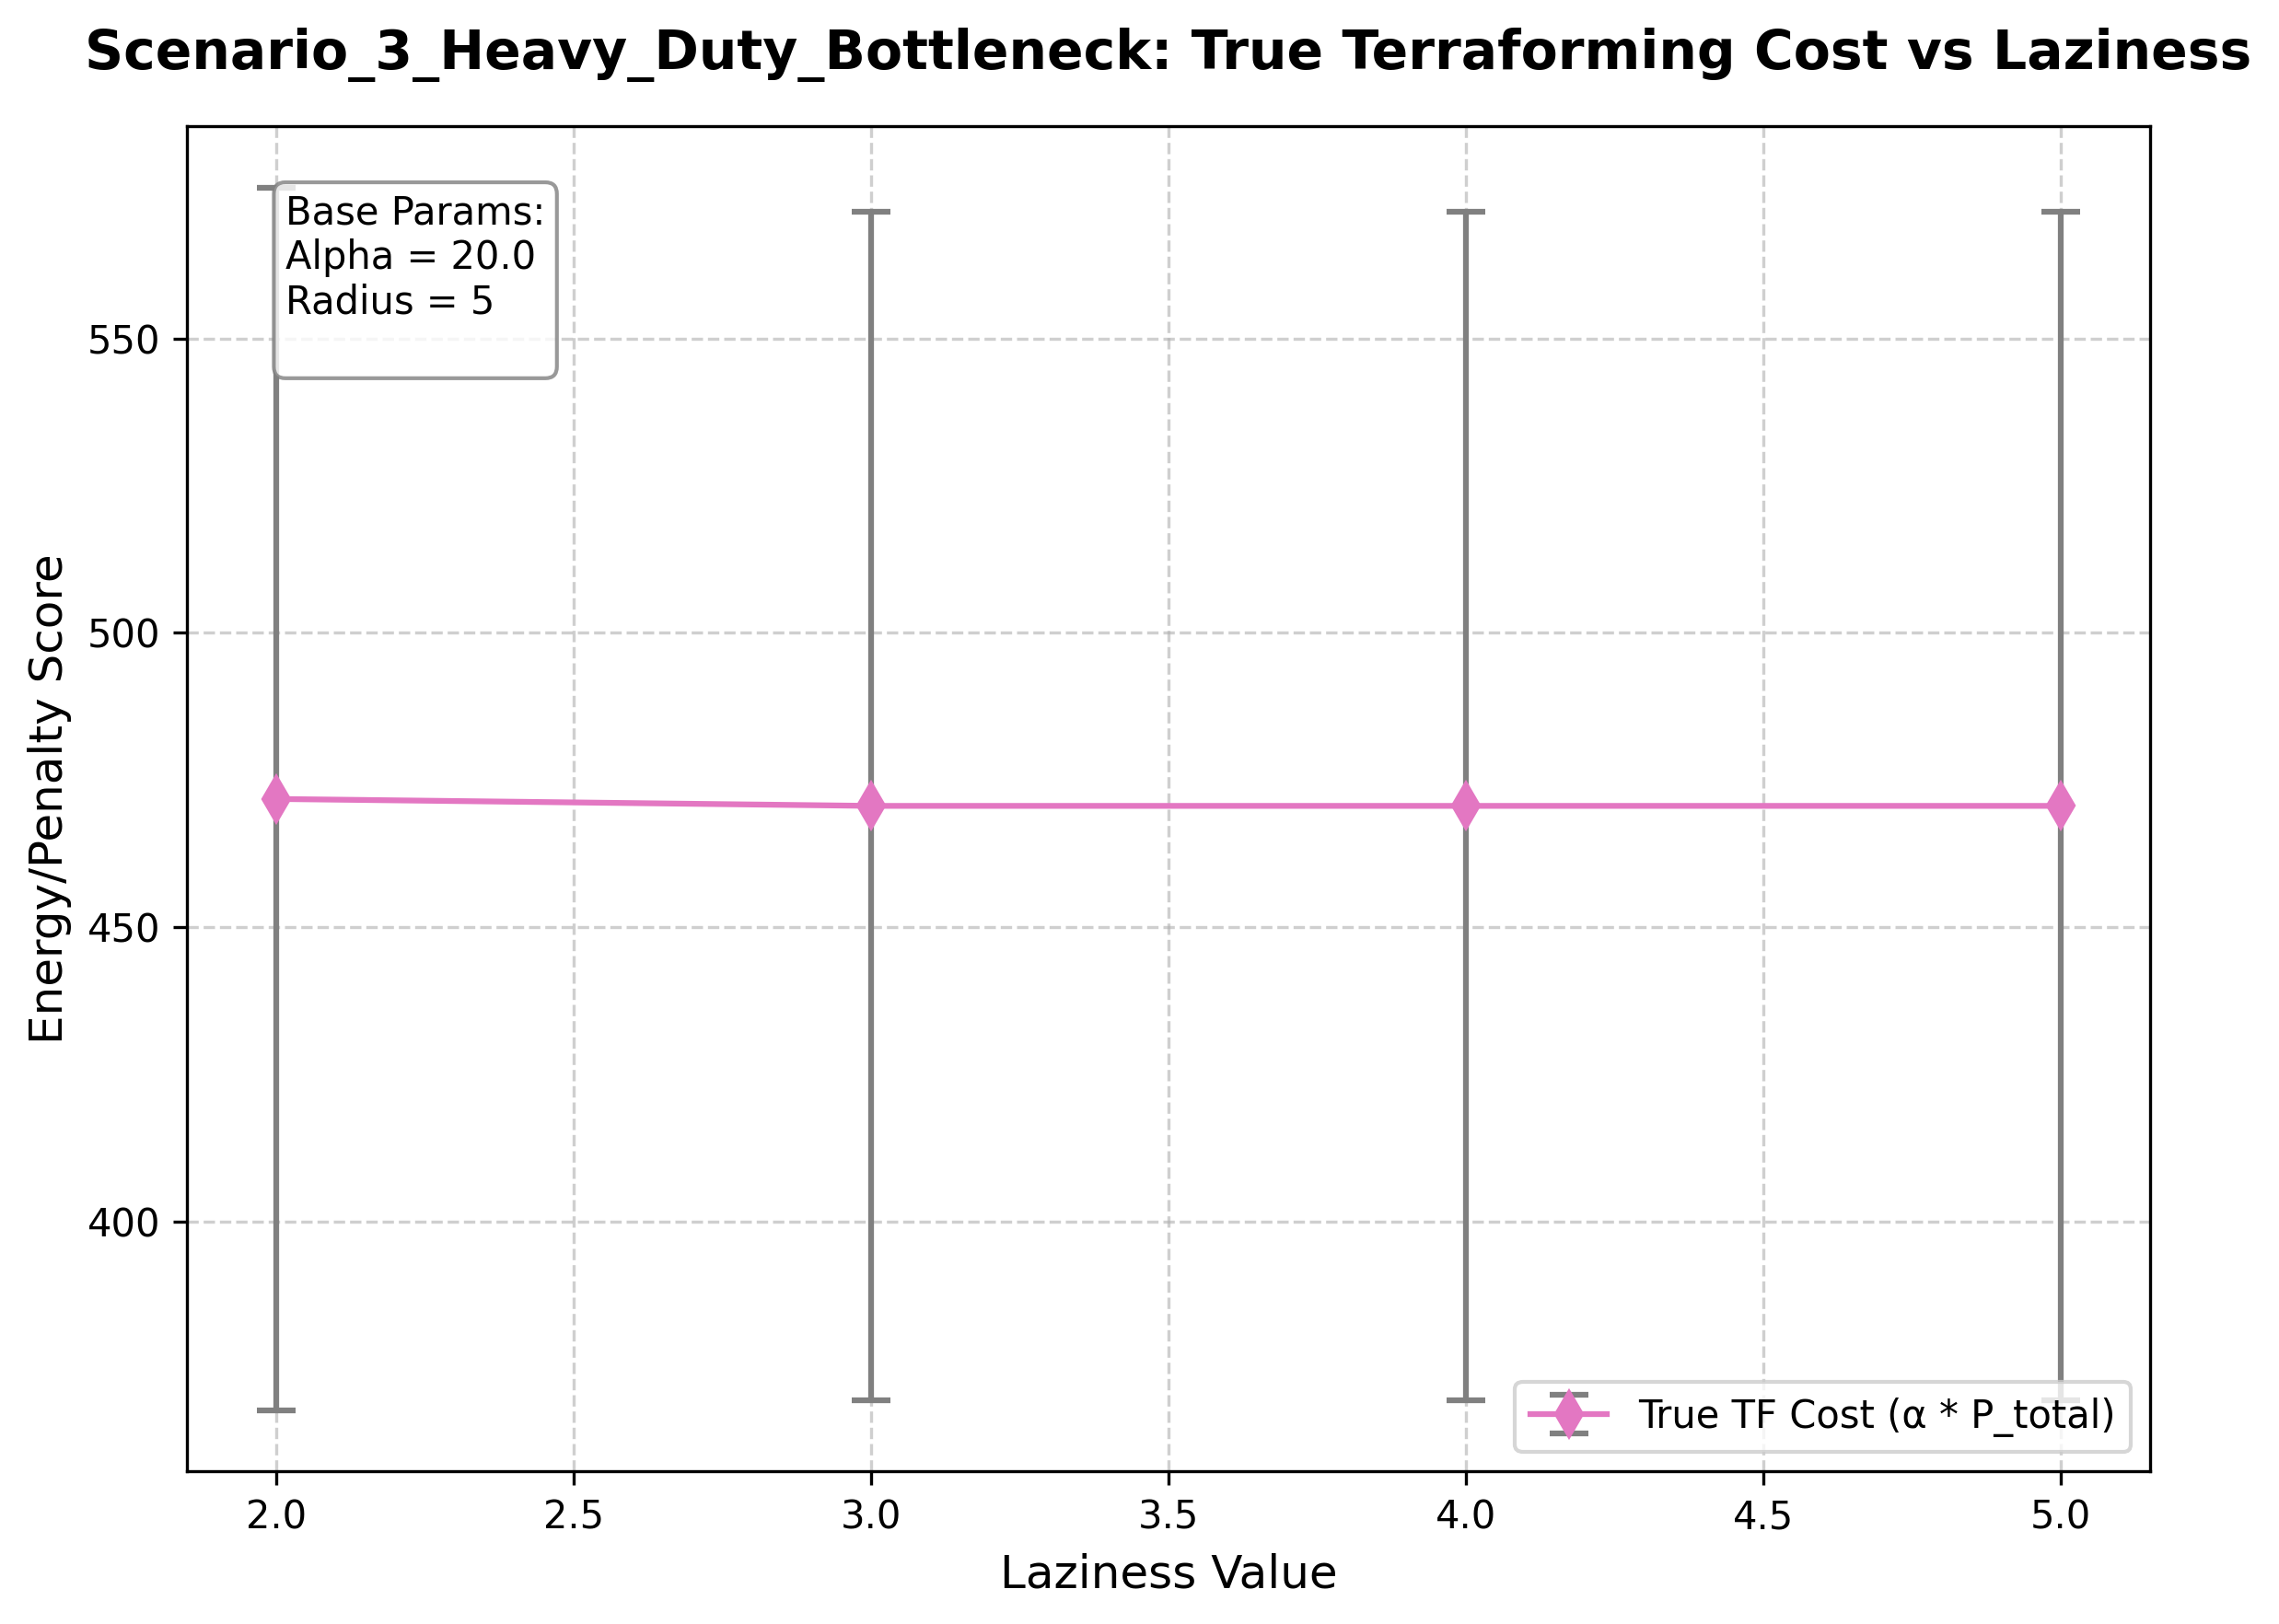 Scenario_3_Heavy_Duty_Bottleneck: True Terraforming Cost vs Laziness
Base Params:
Alpha = 20.0
Radius = 5
Energy/Penalty Score
550
500
450
400
True TF Cost (α * P_total)
2.0 2.5 3.0 3.5 4.0 4.5 5.0
Laziness Value